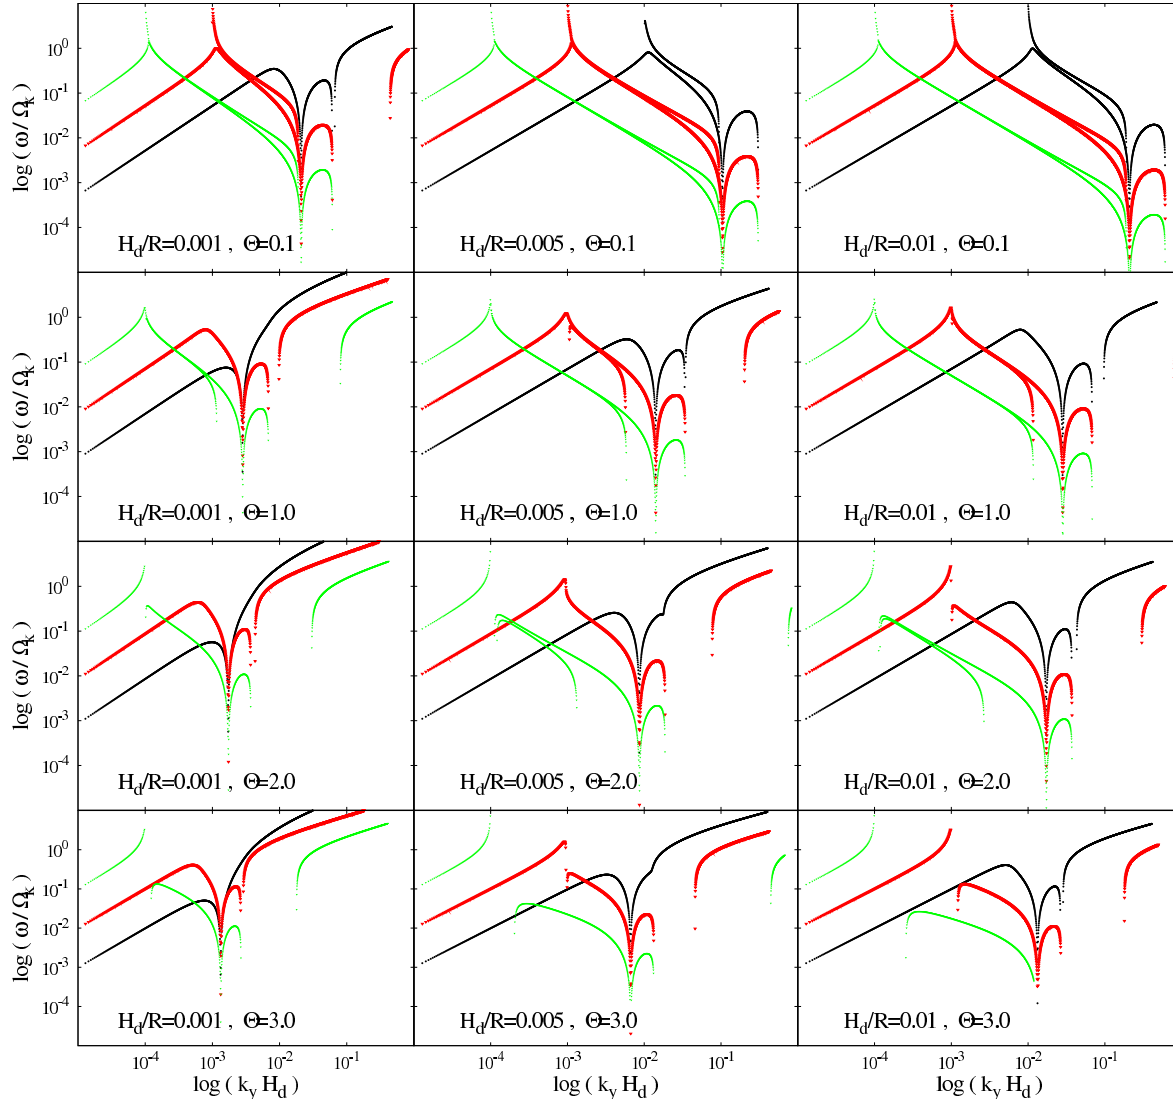 10^0
10^-1
10^-2
10^-3
10^-4
log ( ω / Ω_k )
H_d/R=0.001 , Θ=0.1
H_d/R=0.005 , Θ=0.1
H_d/R=0.01 , Θ=0.1
10^0
10^-1
10^-2
10^-3
10^-4
log ( ω / Ω_k )
H_d/R=0.001 , Θ=1.0
H_d/R=0.005 , Θ=1.0
H_d/R=0.01 , Θ=1.0
10^0
10^-1
10^-2
10^-3
10^-4
log ( ω / Ω_k )
H_d/R=0.001 , Θ=2.0
H_d/R=0.005 , Θ=2.0
H_d/R=0.01 , Θ=2.0
10^0
10^-1
10^-2
10^-3
10^-4
log ( ω / Ω_k )
H_d/R=0.001 , Θ=3.0
H_d/R=0.005 , Θ=3.0
H_d/R=0.01 , Θ=3.0
10^-4 10^-3 10^-2 10^-1
10^-4 10^-3 10^-2 10^-1
10^-4 10^-3 10^-2 10^-1
log ( k_y H_d )
log ( k_y H_d )
log ( k_y H_d )